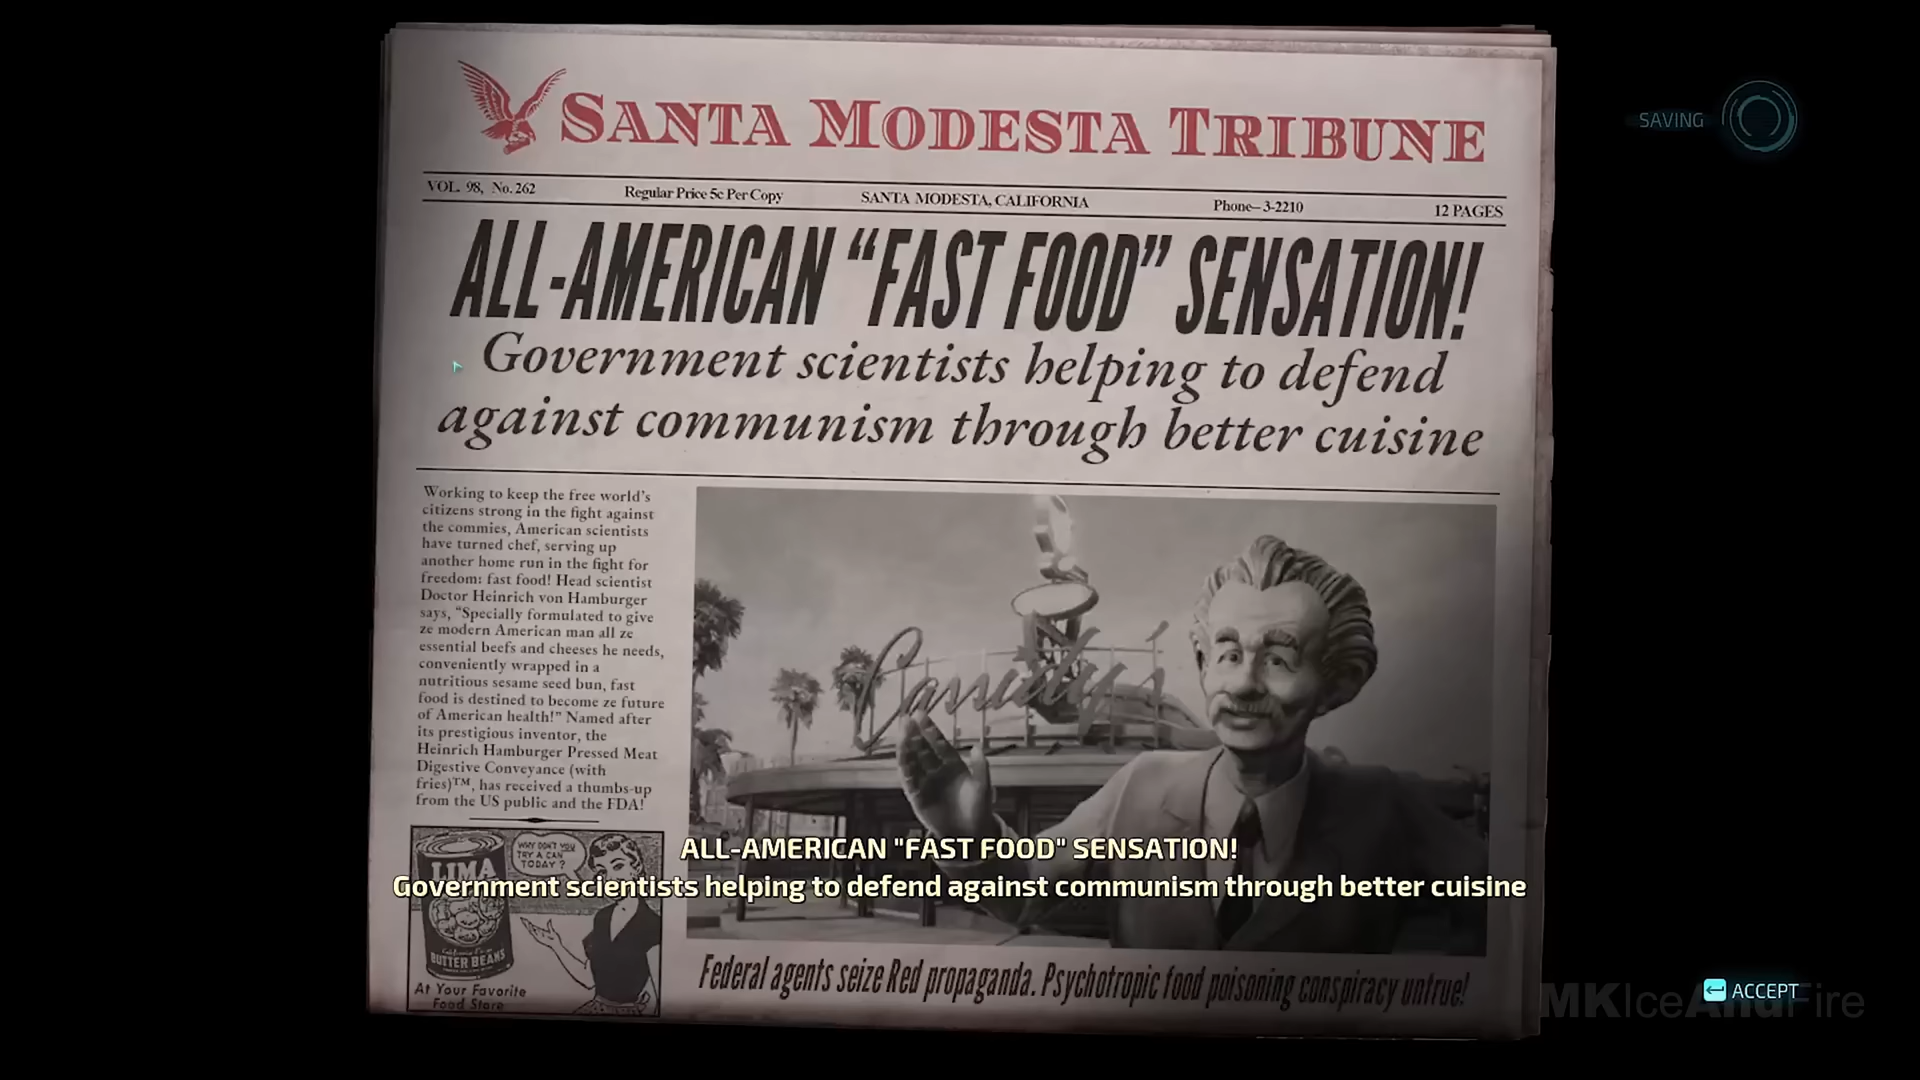 SANTA MODESTA TRIBUNE
SAVING
VOL. 98, No. 262 Regular Price 5c Per Copy SANTA MODESTA, CALIFORNIA Phone–3-2210 12 PAGES
ALL-AMERICAN “FAST FOOD” SENSATION!
Government scientists helping to defend
against communism through better cuisine
Working to keep the free world’s
citizens strong in the fight against
the commies, American scientists
have turned chef, serving up
another home run in the fight for
freedom: fast food! Head scientist
Doctor Heinrich von Hamburger
says, “Specially formulated to give
ze modern American man all ze
essential beefs and cheeses he needs,
conveniently wrapped in a
nutritious sesame seed bun, fast
food is destined to become ze future
of American health!” Named after
its prestigious inventor, the
Heinrich Hamburger Pressed Meat
Digestive Conveyance (with
fries)™, has received a thumbs-up
from the US public and the FDA!
Cassidy's
WHY DON'T YOU
TRY A CAN
TODAY?
LIMA
BUTTER BEANS
At Your Favorite
Food Store
ALL-AMERICAN "FAST FOOD" SENSATION!
Government scientists helping to defend against communism through better cuisine
Federal agents seize Red propaganda. Psychotropic food poisoning conspiracy untrue!
ACCEPT
MKIceAndFire